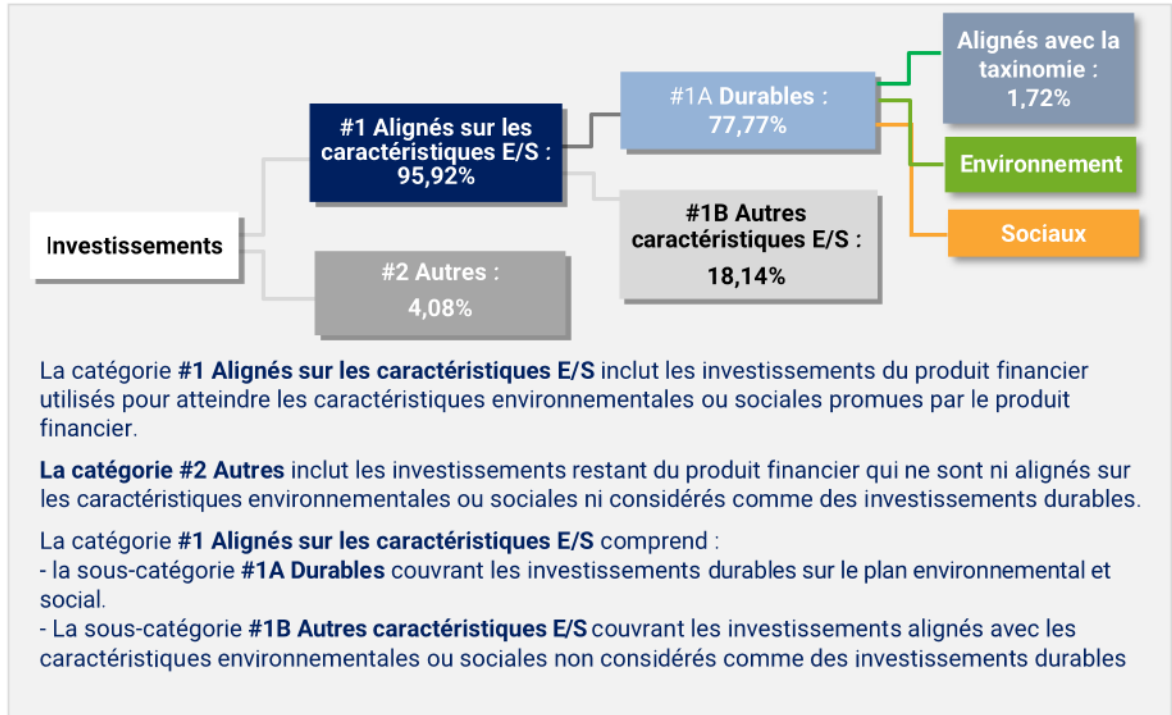 Alignés avec la
taxinomie :
1,72%
#1A Durables :
77,77%
#1 Alignés sur les
caractéristiques E/S :
95,92%
Environnement
#1B Autres
caractéristiques E/S :
18,14%
Sociaux
Investissements
#2 Autres :
4,08%
La catégorie #1 Alignés sur les caractéristiques E/S inclut les investissements du produit financier
utilisés pour atteindre les caractéristiques environnementales ou sociales promues par le produit
financier.
La catégorie #2 Autres inclut les investissements restant du produit financier qui ne sont ni alignés sur
les caractéristiques environnementales ou sociales ni considérés comme des investissements durables.
La catégorie #1 Alignés sur les caractéristiques E/S comprend :
- la sous-catégorie #1A Durables couvrant les investissements durables sur le plan environnemental et
social.
- La sous-catégorie #1B Autres caractéristiques E/S couvrant les investissements alignés avec les
caractéristiques environnementales ou sociales non considérés comme des investissements durables